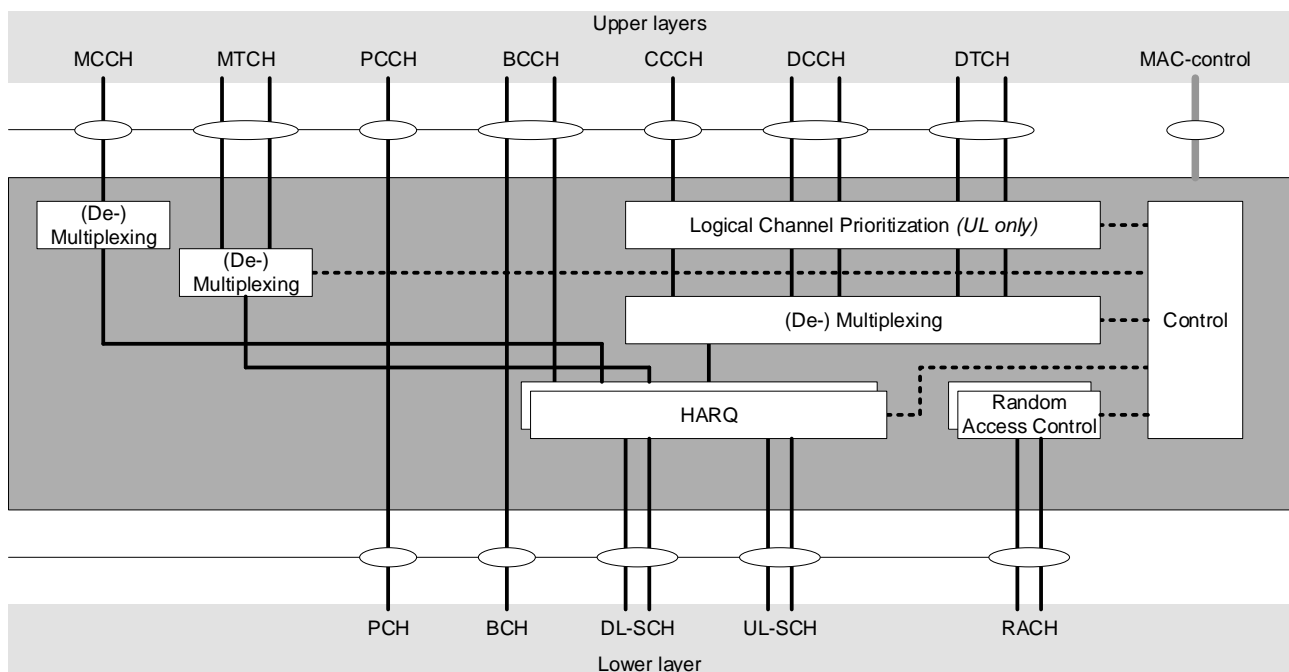 Upper layers
MCCH MTCH PCCH BCCH CCCH DCCH DTCH MAC-control
(De-)
Multiplexing
Logical Channel Prioritization (UL only)
(De-)
Multiplexing
(De-) Multiplexing
Control
HARQ
Random
Access Control
PCH BCH DL-SCH UL-SCH RACH
Lower layer